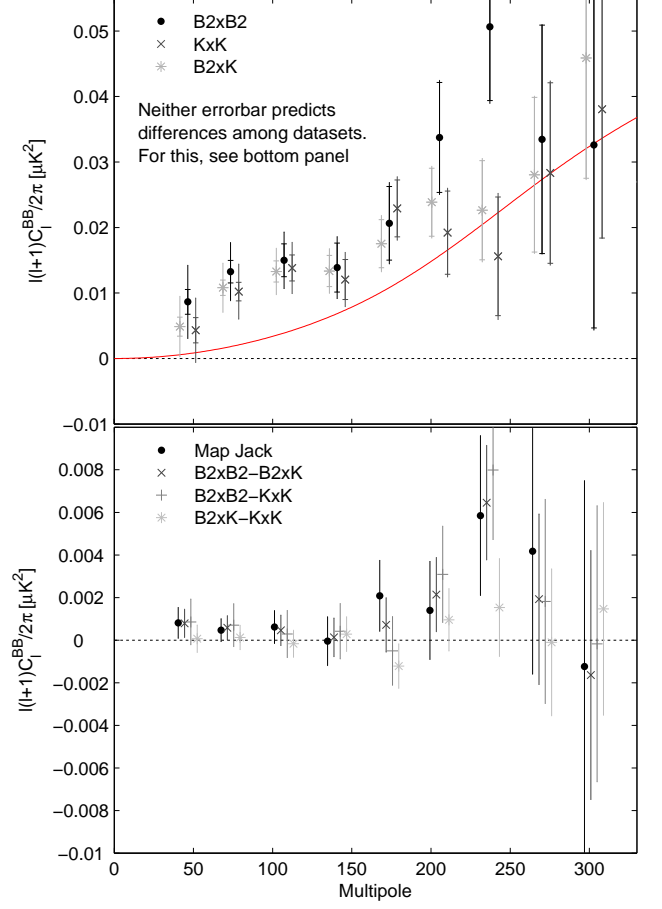 B2xB2
KxK
B2xK
Neither errorbar predicts
differences among datasets.
For this, see bottom panel
0.05
0.04
0.03
0.02
0.01
0
−0.01
l(l+1)C_l^BB/2π [μK²]
Map Jack
B2xB2−B2xK
B2xB2−KxK
B2xK−KxK
0.008
0.006
0.004
0.002
0
−0.002
−0.004
−0.006
−0.008
−0.01
l(l+1)C_l^BB/2π [μK²]
0 50 100 150 200 250 300
Multipole